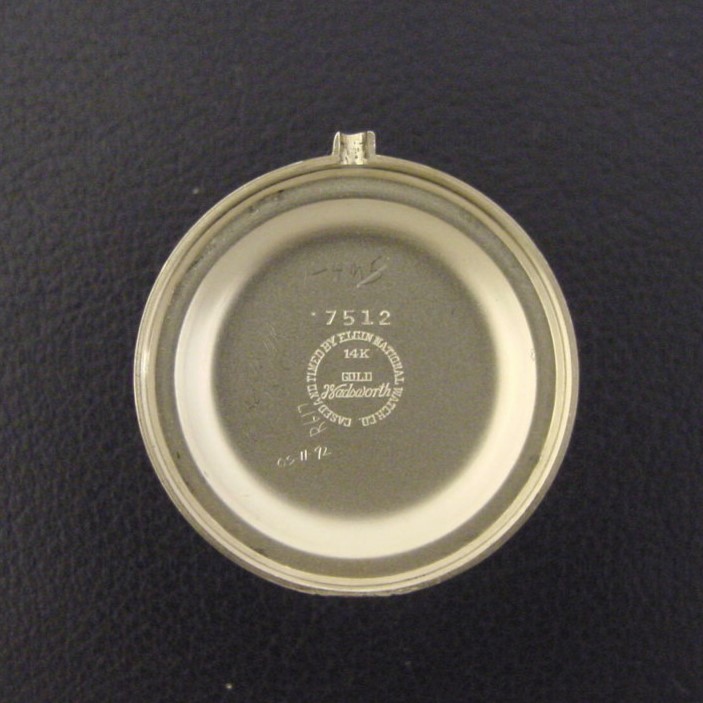 7512
CASED AND TIMED BY ELGIN NATIONAL WATCH CO.
14K
GOLD
Wadsworth